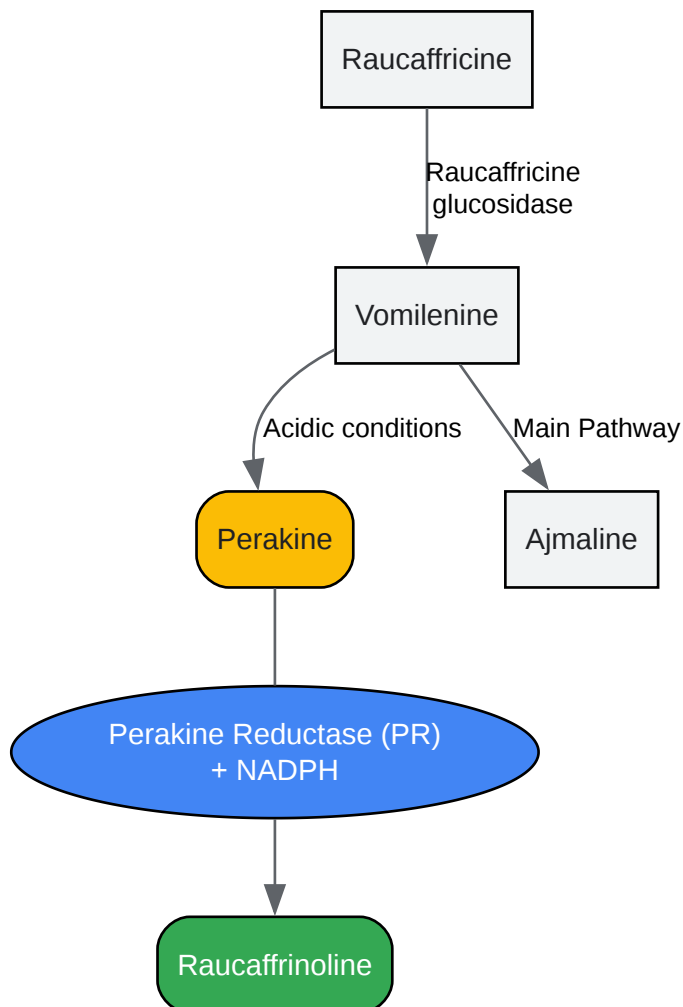 Raucaffricine
Raucaffricine
glucosidase
Vomilenine
Acidic conditions
Main Pathway
Perakine
Ajmaline
Perakine Reductase (PR)
+ NADPH
Raucaffrinoline